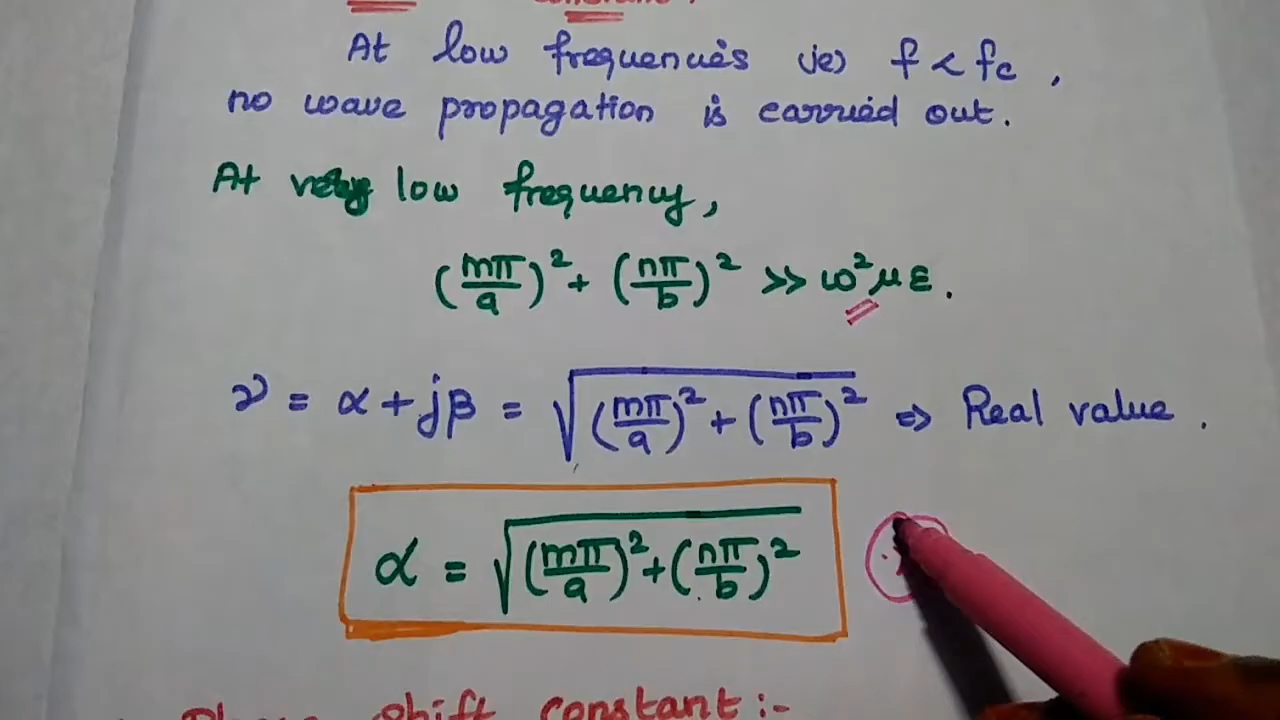 At low frequencies (ie) f < fc ,
no wave propagation is carried out.
At very low frequency,
(mπ/a)² + (nπ/b)² >> ω²με .
γ = α + jβ = √(mπ/a)² + (nπ/b)² ⇒ Real value .
α = √(mπ/a)² + (nπ/b)²
Phase shift constant :-